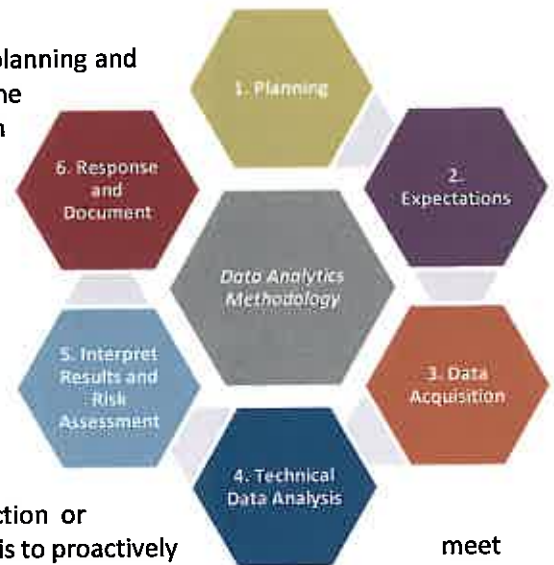 planning and
1. Planning
2.
Expectations
6. Response
and
Document
Data Analytics
Methodology
3. Data
Acquisition
5. Interpret
Results and
Risk
Assessment
4. Technical
Data Analysis
ction or
is to proactively meet